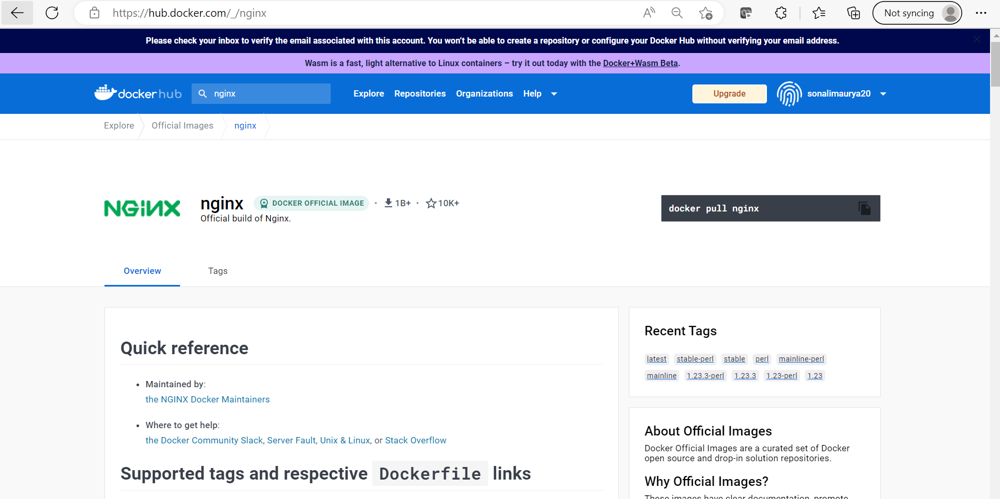 https://hub.docker.com/_/nginx
Not syncing
Please check your inbox to verify the email associated with this account. You won't be able to create a repository or configure your Docker Hub without verifying your email address.
Wasm is a fast, light alternative to Linux containers – try it out today with the Docker+Wasm Beta.
docker hub
nginx
Explore
Repositories
Organizations
Help
Upgrade
sonalimaurya20
Explore
Official Images
nginx
NGINX
nginx
DOCKER OFFICIAL IMAGE
1B+
10K+
Official build of Nginx.
docker pull nginx
Overview
Tags
Quick reference
Maintained by:
the NGINX Docker Maintainers
Where to get help:
the Docker Community Slack, Server Fault, Unix & Linux, or Stack Overflow
Supported tags and respective Dockerfile links
Recent Tags
latest stable-perl stable perl mainline-perl
mainline 1.23.3-perl 1.23.3 1.23-perl 1.23
About Official Images
Docker Official Images are a curated set of Docker
open source and drop-in solution repositories.
Why Official Images?
These images have clear documentation, promote